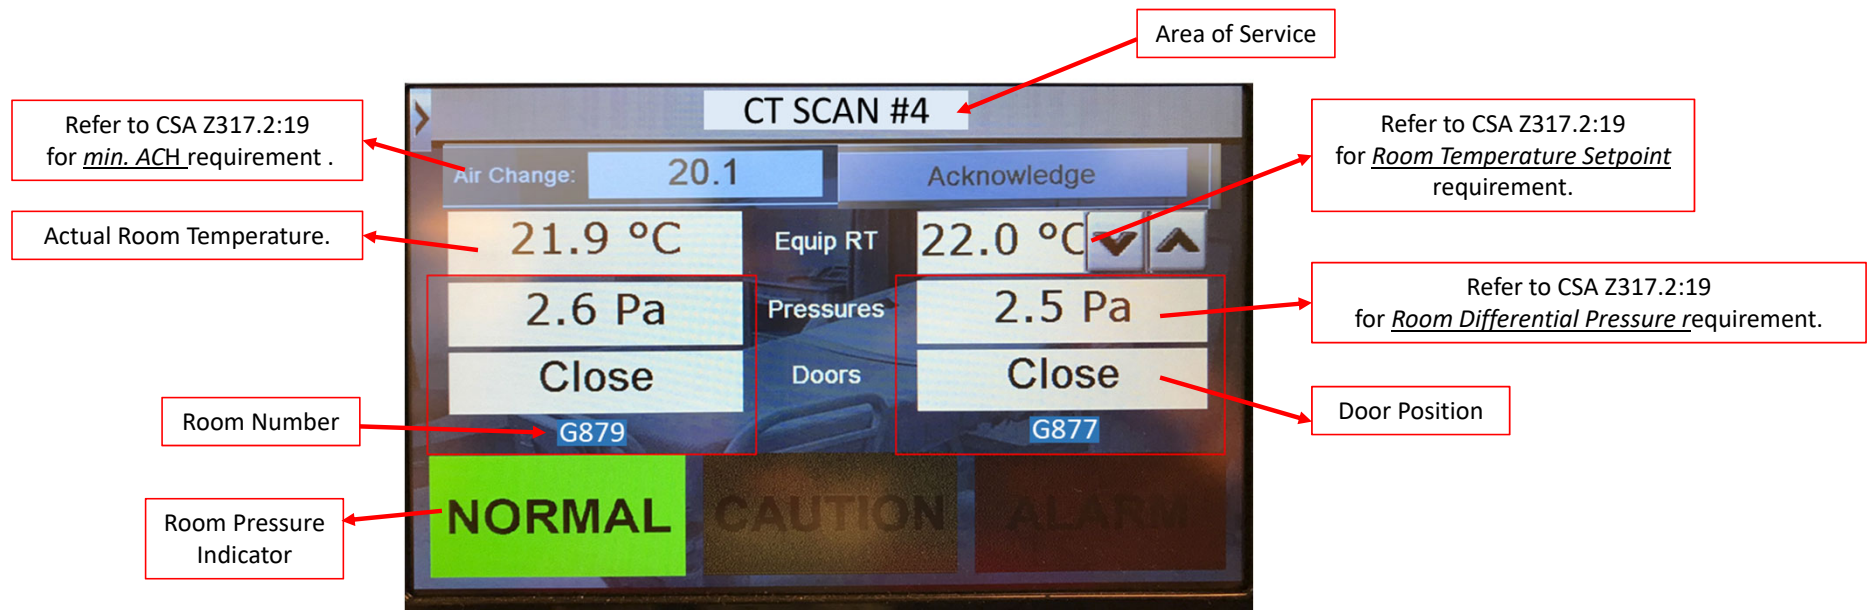 Area of Service
CT SCAN #4
Refer to CSA Z317.2:19
for min. ACH requirement .
Refer to CSA Z317.2:19
for Room Temperature Setpoint
requirement.
Air Change: 20.1 Acknowledge
Actual Room Temperature.
21.9 °C Equip RT 22.0 °C
2.6 Pa Pressures 2.5 Pa
Refer to CSA Z317.2:19
for Room Differential Pressure requirement.
Close Doors Close
Door Position
Room Number
G879 G877
NORMAL CAUTION ALARM
Room Pressure
Indicator